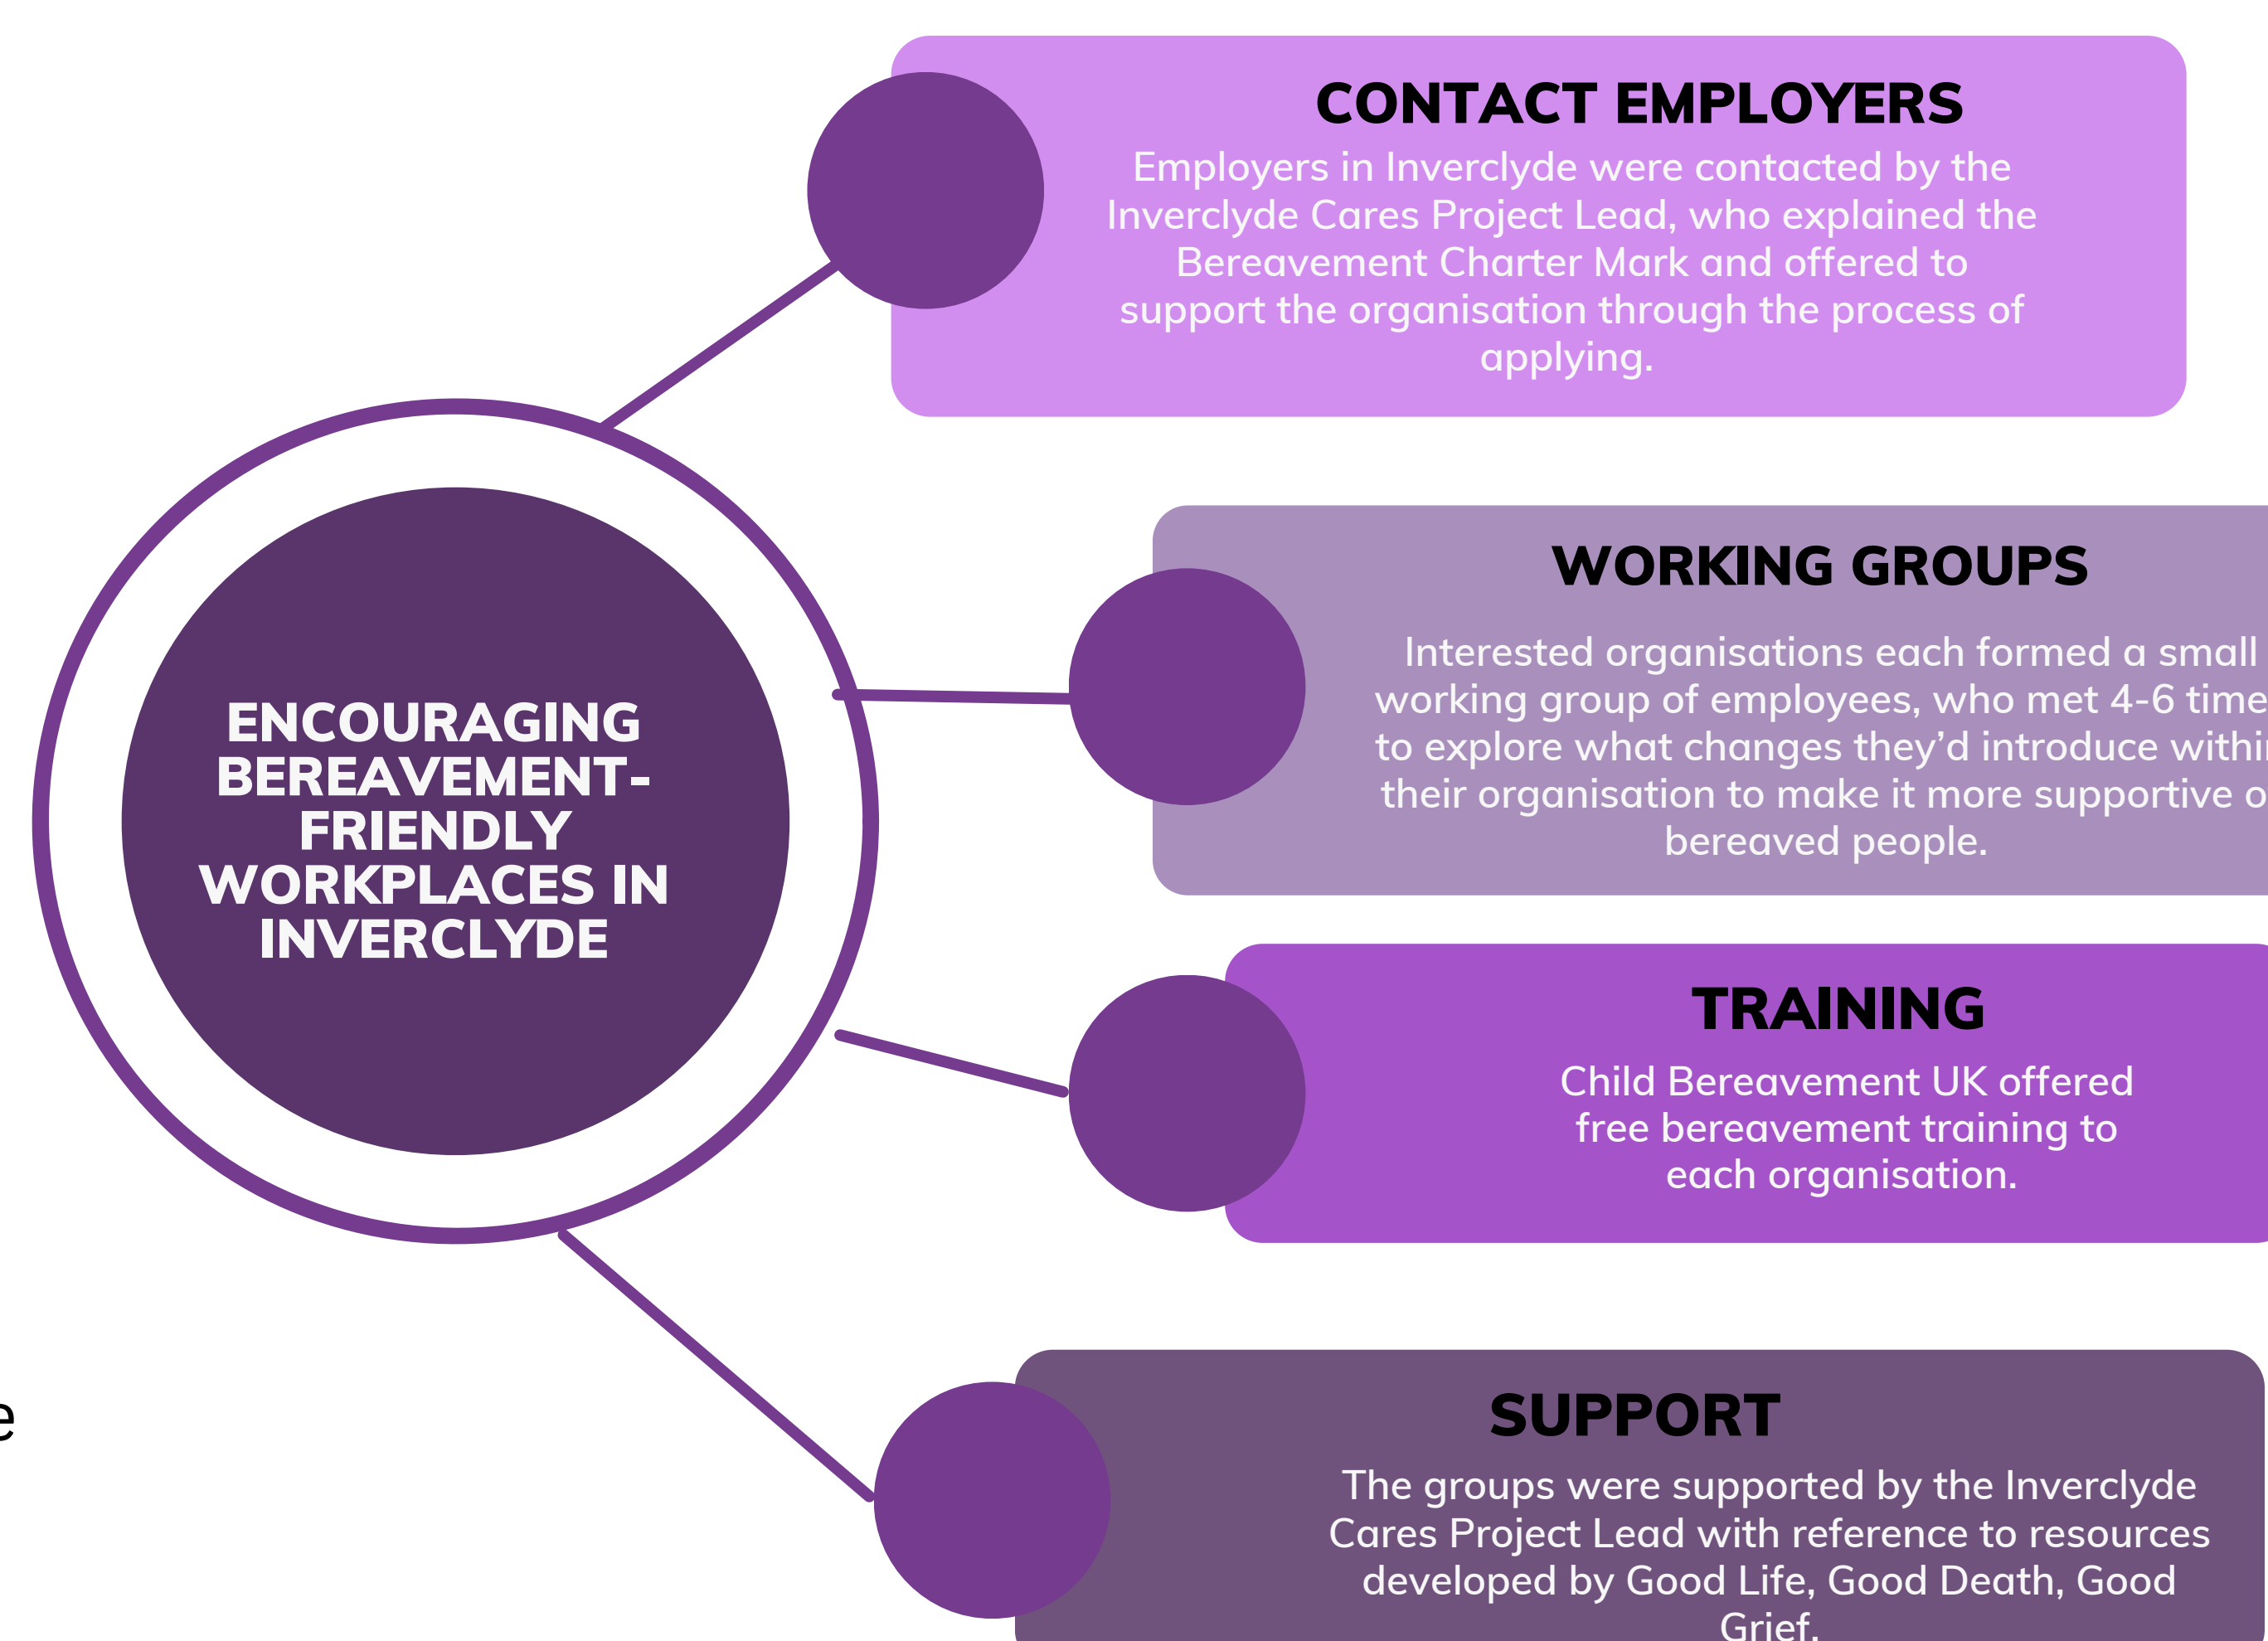 CONTACT EMPLOYERS
Employers in Inverclyde were contacted by the
Inverclyde Cares Project Lead, who explained the
Bereavement Charter Mark and offered to
support the organisation through the process of
applying.
ENCOURAGING
BEREAVEMENT-
FRIENDLY
WORKPLACES IN
INVERCLYDE
WORKING GROUPS
Interested organisations each formed a small
working group of employees, who met 4-6 time
to explore what changes they’d introduce withi
their organisation to make it more supportive o
bereaved people.
TRAINING
Child Bereavement UK offered
free bereavement training to
each organisation.
SUPPORT
The groups were supported by the Inverclyde
Cares Project Lead with reference to resources
developed by Good Life, Good Death, Good
Grief.
e